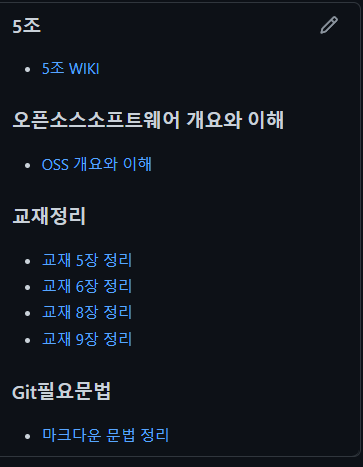 5조
5조 WIKI
오픈소스소프트웨어 개요와 이해
OSS 개요와 이해
교재정리
교재 5장 정리
교재 6장 정리
교재 8장 정리
교재 9장 정리
Git필요문법
마크다운 문법 정리